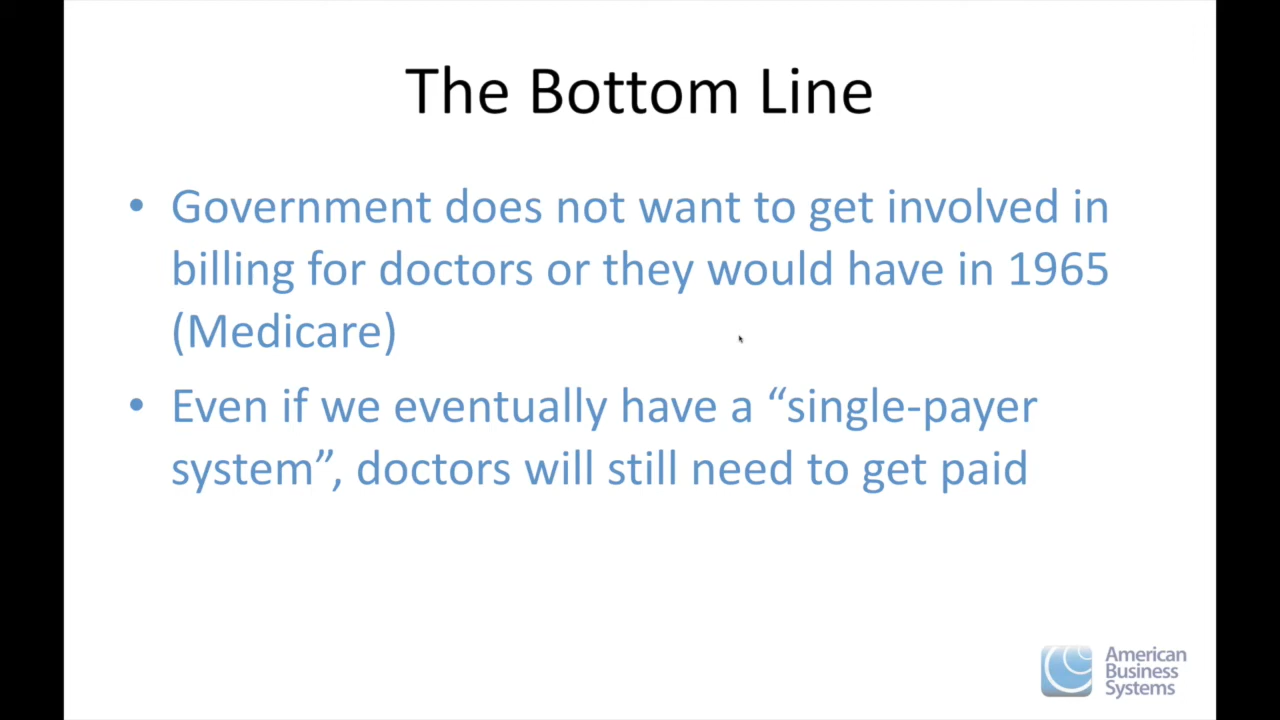 The Bottom Line
• Government does not want to get involved in
billing for doctors or they would have in 1965
(Medicare)
• Even if we eventually have a “single-payer
system”, doctors will still need to get paid
American
Business
Systems